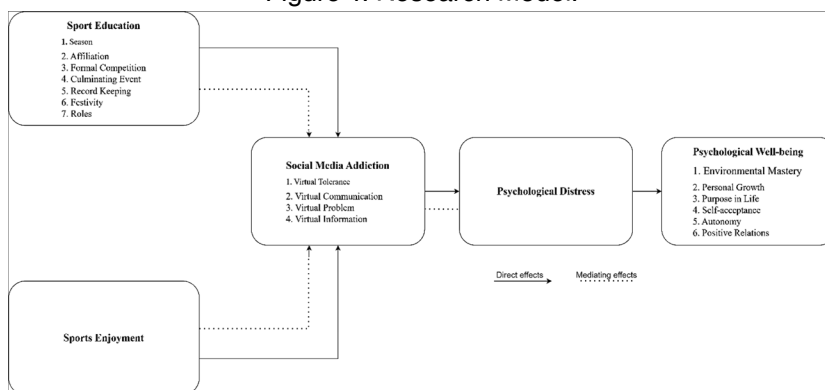 Figure 1. Research Model.
Sport Education
1. Season
2. Affiliation
3. Formal Competition
4. Culminating Event
5. Record Keeping
6. Festivity
7. Roles
Social Media Addiction
1. Virtual Tolerance
2. Virtual Communication
3. Virtual Problem
4. Virtual Information
Psychological Distress
Psychological Well-being
1. Environmental Mastery
2. Personal Growth
3. Purpose in Life
4. Self-acceptance
5. Autonomy
6. Positive Relations
Direct effects
Mediating effects
Sports Enjoyment